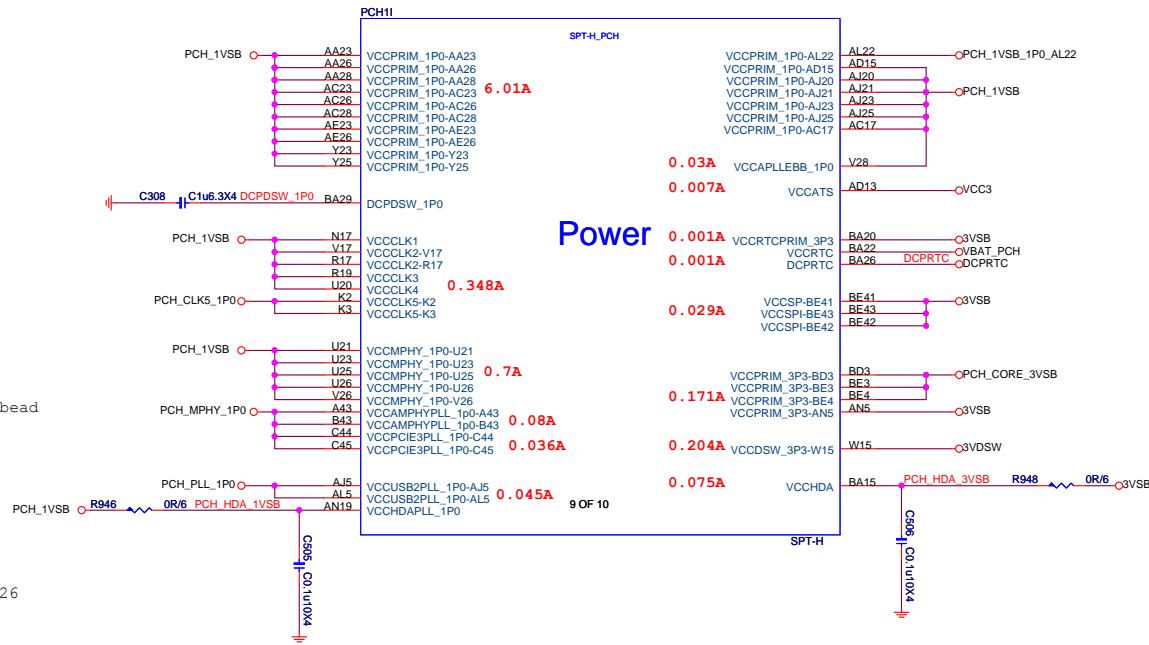 PCH1I
SPT-H_PCH
PCH_1VSB AA23 VCCPRIM_1P0-AA23
AA26 VCCPRIM_1P0-AA26
AA28 VCCPRIM_1P0-AA28
AC23 VCCPRIM_1P0-AC23 6.01A
AC26 VCCPRIM_1P0-AC26
AC28 VCCPRIM_1P0-AC28
AE23 VCCPRIM_1P0-AE23
AE26 VCCPRIM_1P0-AE26
Y23 VCCPRIM_1P0-Y23
Y25 VCCPRIM_1P0-Y25
C308 C1u6.3X4 DCPDSW_1P0 BA29 DCPDSW_1P0
PCH_1VSB N17 VCCCLK1
V17 VCCCLK2-V17
R17 VCCCLK2-R17
R19 VCCCLK3
U20 VCCCLK4 0.348A
PCH_CLK5_1P0 K2 VCCCLK5-K2
K3 VCCCLK5-K3
PCH_1VSB U21 VCCMPHY_1P0-U21
U23 VCCMPHY_1P0-U23
U25 VCCMPHY_1P0-U25 0.7A
U26 VCCMPHY_1P0-U26
V26 VCCMPHY_1P0-V26
bead
PCH_MPHY_1P0 A43 VCCAMPHYPLL_1p0-A43
B43 VCCAMPHYPLL_1p0-B43 0.08A
C44 VCCPCIE3PLL_1P0-C44
C45 VCCPCIE3PLL_1P0-C45 0.036A
PCH_PLL_1P0 AJ5 VCCUSB2PLL_1P0-AJ5
AL5 VCCUSB2PLL_1P0-AL5 0.045A
PCH_1VSB R946 0R/6 PCH_HDA_1VSB AN19 VCCHDAPLL_1P0
C505 C0.1u10X4
26
Power
VCCPRIM_1P0-AL22 AL22 PCH_1VSB_1P0_AL22
VCCPRIM_1P0-AD15 AD15
VCCPRIM_1P0-AJ20 AJ20
VCCPRIM_1P0-AJ21 AJ21 PCH_1VSB
VCCPRIM_1P0-AJ23 AJ23
VCCPRIM_1P0-AJ25 AJ25
VCCPRIM_1P0-AC17 AC17
0.03A VCCAPLLEBB_1P0 V28
0.007A VCCATS AD13 VCC3
0.001A VCCRTCPRIM_3P3 BA20 3VSB
VCCRTC BA22 VBAT_PCH
0.001A DCPRTC BA26 DCPRTC DCPRTC
VCCSP-BE41 BE41 3VSB
0.029A VCCSPI-BE43 BE43
VCCSPI-BE42 BE42
VCCPRIM_3P3-BD3 BD3 PCH_CORE_3VSB
VCCPRIM_3P3-BE3 BE3
0.171A VCCPRIM_3P3-BE4 BE4
VCCPRIM_3P3-AN5 AN5 3VSB
0.204A VCCDSW_3P3-W15 W15 3VDSW
0.075A VCCHDA BA15 PCH_HDA_3VSB R948 0R/6 3VSB
9 OF 10
C506 C0.1u10X4
SPT-H